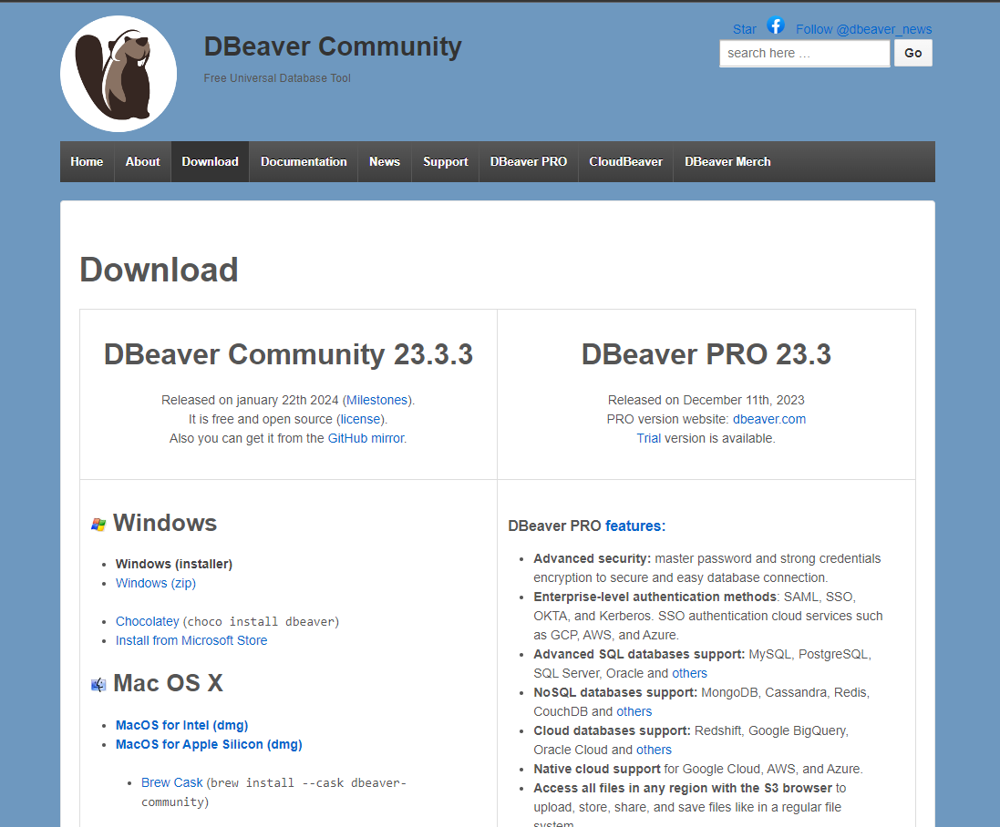 DBeaver Community
Free Universal Database Tool
Star Follow @dbeaver_news
search here …
Go
Home About Download Documentation News Support DBeaver PRO CloudBeaver DBeaver Merch
Download
DBeaver Community 23.3.3
Released on january 22th 2024 (Milestones).
It is free and open source (license).
Also you can get it from the GitHub mirror.
DBeaver PRO 23.3
Released on December 11th, 2023
PRO version website: dbeaver.com
Trial version is available.
Windows
Windows (installer)
Windows (zip)
Chocolatey (choco install dbeaver)
Install from Microsoft Store
Mac OS X
MacOS for Intel (dmg)
MacOS for Apple Silicon (dmg)
Brew Cask (brew install --cask dbeaver-
community)
DBeaver PRO features:
Advanced security: master password and strong credentials
encryption to secure and easy database connection.
Enterprise-level authentication methods: SAML, SSO,
OKTA, and Kerberos. SSO authentication cloud services such
as GCP, AWS, and Azure.
Advanced SQL databases support: MySQL, PostgreSQL,
SQL Server, Oracle and others
NoSQL databases support: MongoDB, Cassandra, Redis,
CouchDB and others
Cloud databases support: Redshift, Google BigQuery,
Oracle Cloud and others
Native cloud support for Google Cloud, AWS, and Azure.
Access all files in any region with the S3 browser to
upload, store, share, and save files like in a regular file
system